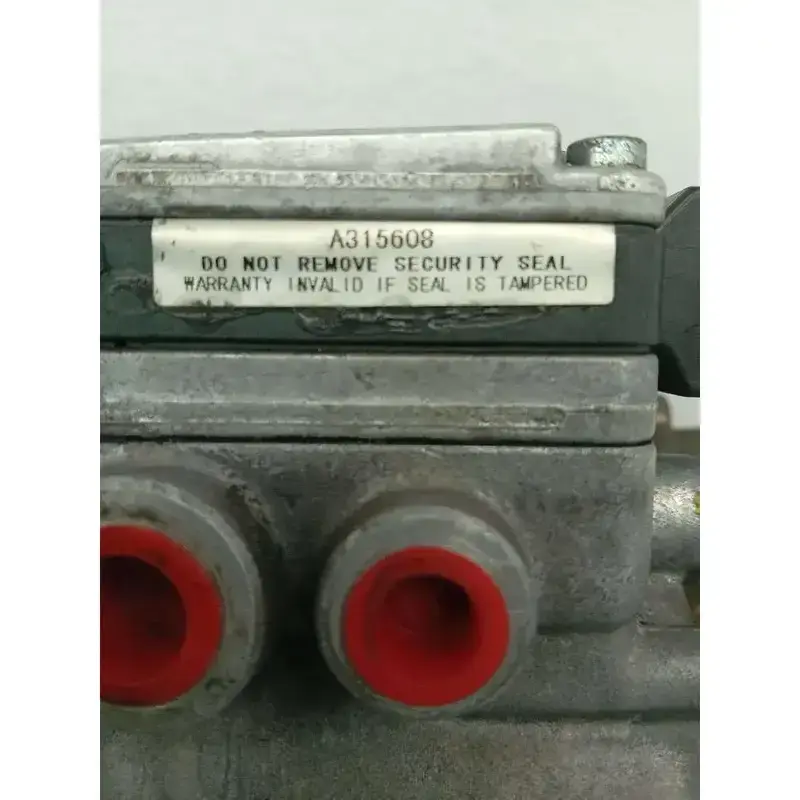 A315608
DO NOT REMOVE SECURITY SEAL
WARRANTY INVALID IF SEAL IS TAMPERED